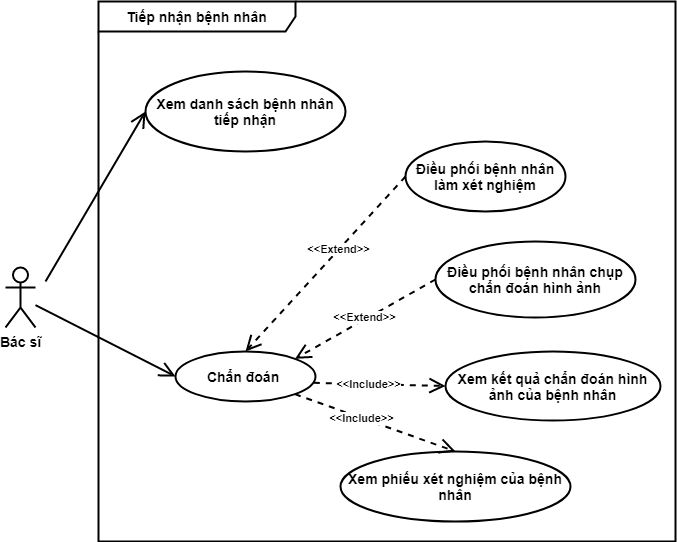 Tiếp nhận bệnh nhân
Xem danh sách bệnh nhân
tiếp nhận
Điều phối bệnh nhân
làm xét nghiệm
<<Extend>>
Điều phối bệnh nhân chụp
chẩn đoán hình ảnh
<<Extend>>
Bác sĩ
Chẩn đoán
<<Include>>
Xem kết quả chẩn đoán hình
ảnh của bệnh nhân
<<Include>>
Xem phiếu xét nghiệm của bệnh
nhân